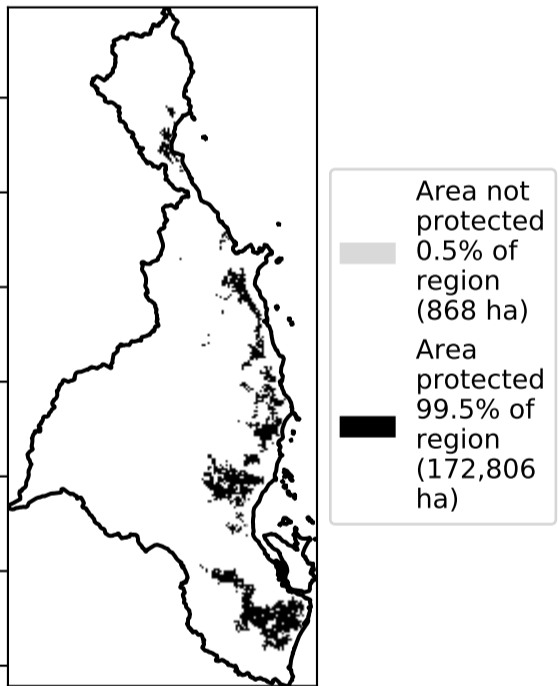 Area not
protected
0.5% of
region
(868 ha)
Area
protected
99.5% of
region
(172,806
ha)